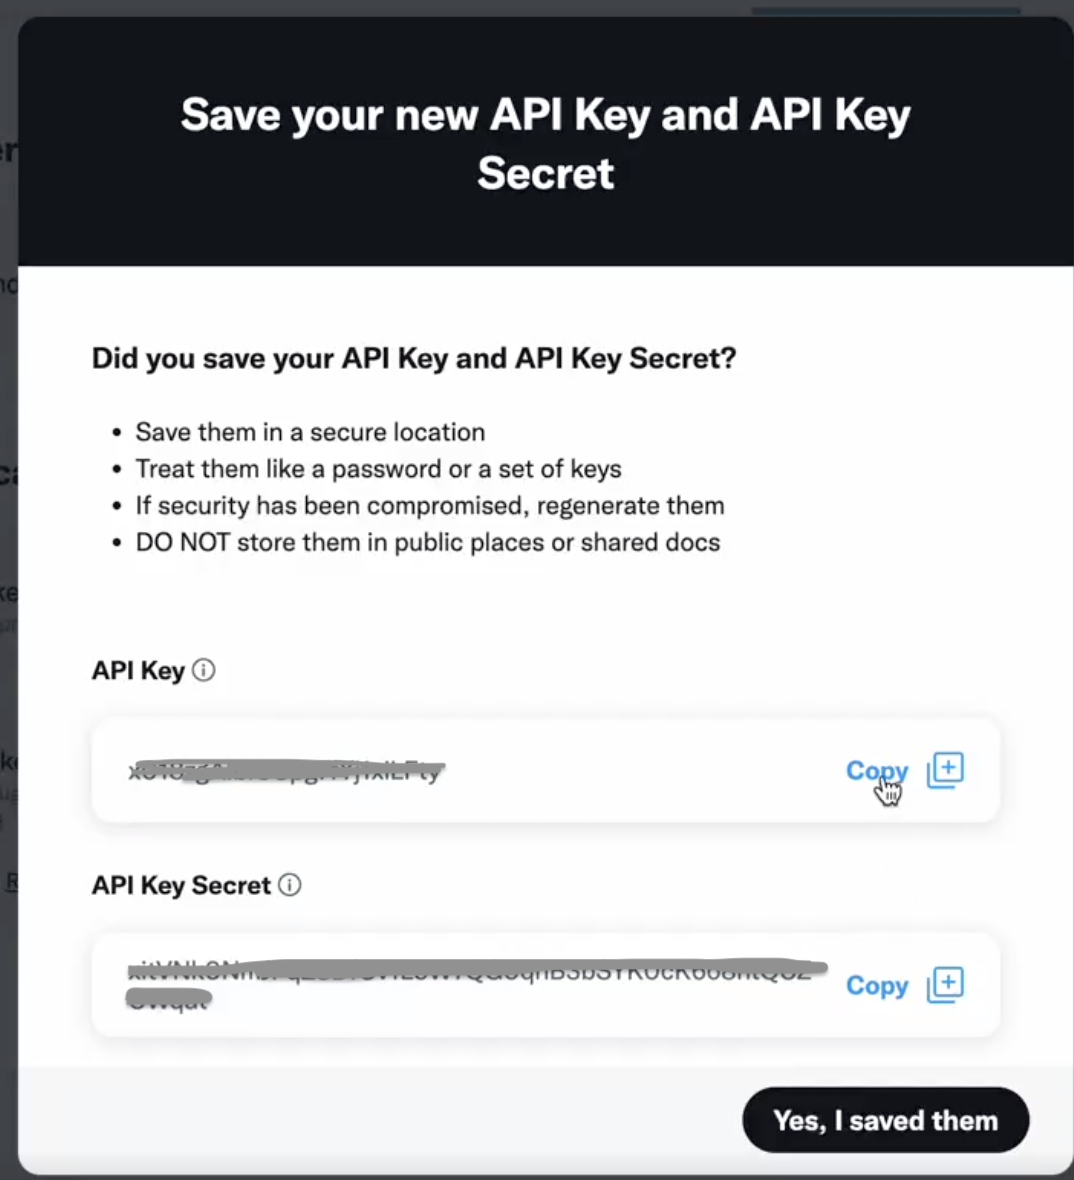 Save your new API Key and API Key
Secret
Did you save your API Key and API Key Secret?
• Save them in a secure location
• Treat them like a password or a set of keys
• If security has been compromised, regenerate them
• DO NOT store them in public places or shared docs
API Key
Copy
API Key Secret
Copy
Yes, I saved them